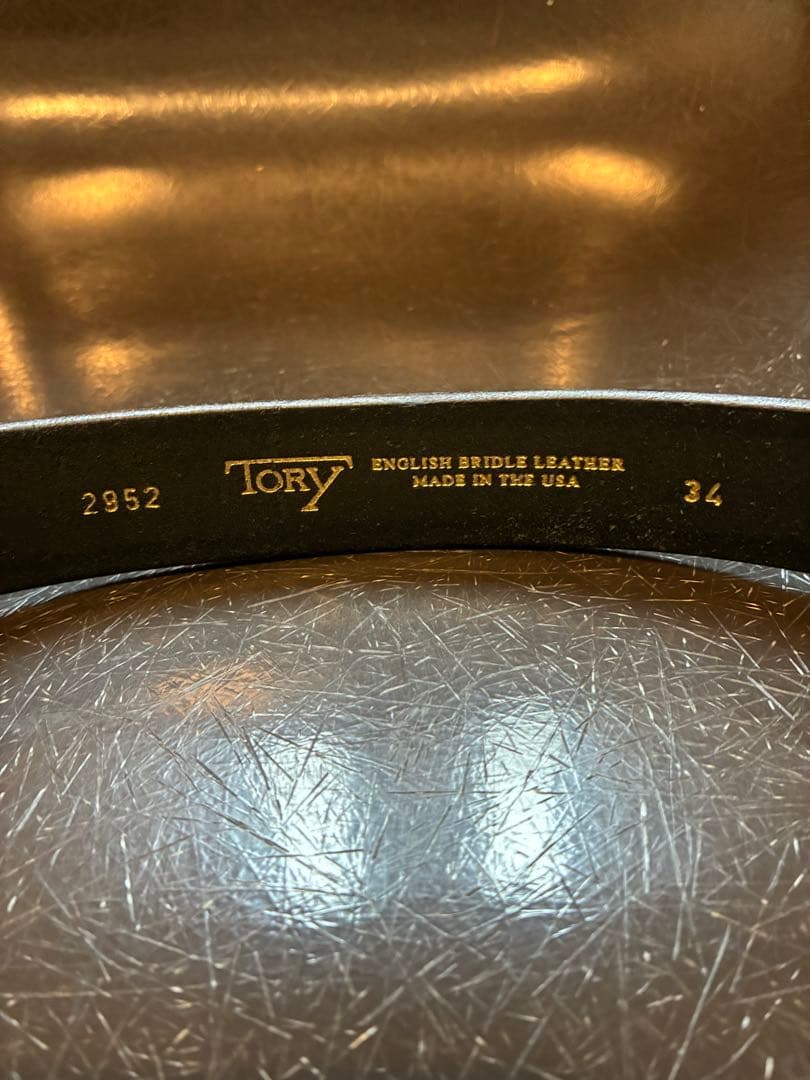 2952
TORY
ENGLISH BRIDLE LEATHER
MADE IN THE USA
34